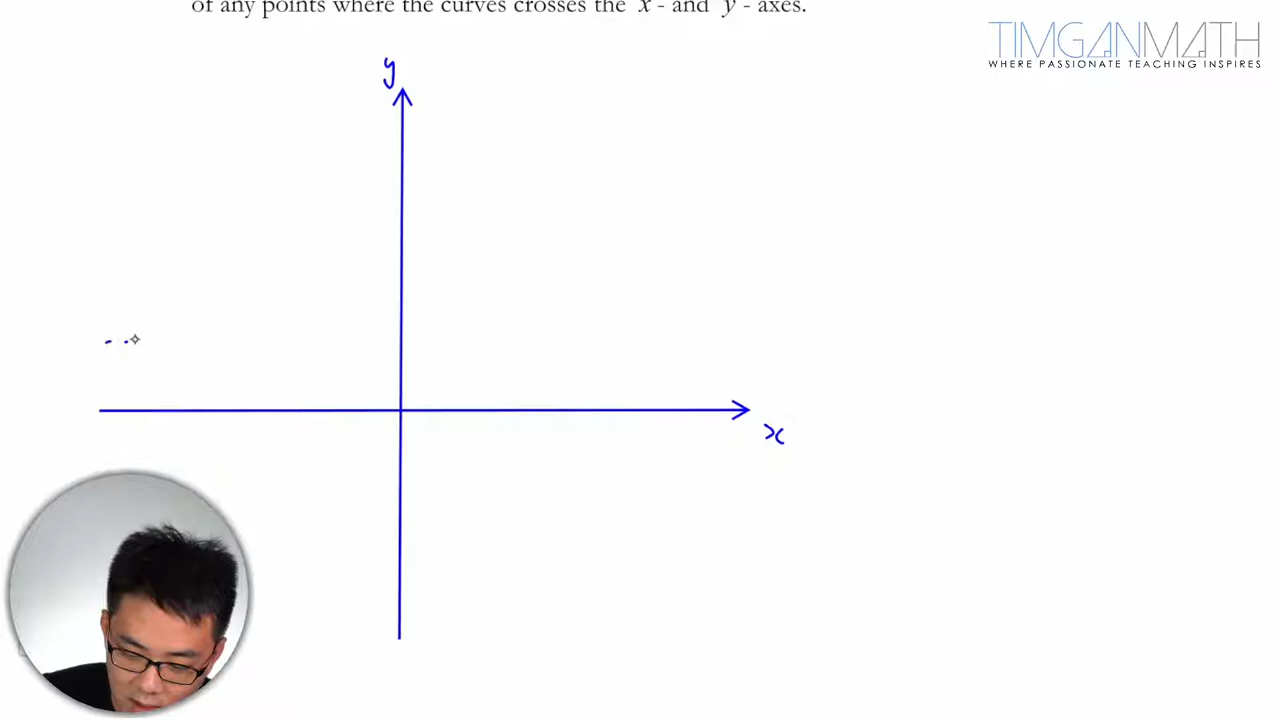 of any points where the curves crosses the x - and y - axes.
TIMGANMATH
WHERE PASSIONATE TEACHING INSPIRES
y
x